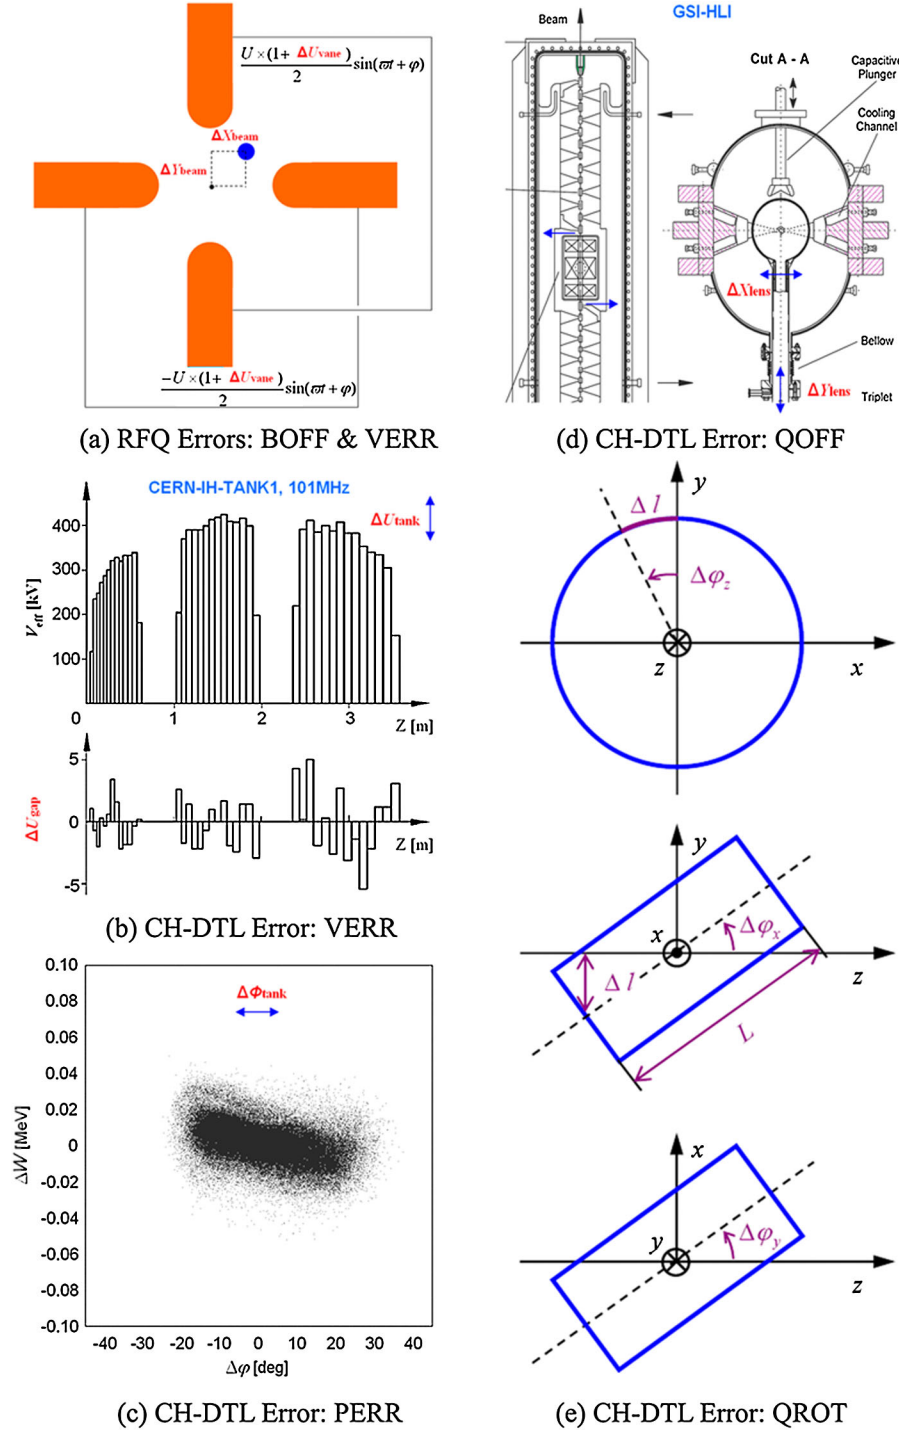 U × (1+ ΔUvane )
2
sin(ϖt + φ)
ΔXbeam
ΔYbeam
−U × (1+ ΔUvane )
2
sin(ϖt + φ)
(a) RFQ Errors: BOFF & VERR
GSI-HLI
Beam
Cut A - A
Capacitive
Plunger
Cooling
Channel
ΔXlens
Bellow
ΔYlens
Triplet
(d) CH-DTL Error: QOFF
CERN-IH-TANK1, 101MHz
ΔUtank
Veff [kV]
400
300
200
100
0
1
2
3
Z [m]
ΔUgap
5
0
-5
Z [m]
(b) CH-DTL Error: VERR
ΔΦtank
ΔW [MeV]
0.10
0.08
0.06
0.04
0.02
0
-0.02
-0.04
-0.06
-0.08
-0.10
-40 -30 -20 -10 0 10 20 30 40
Δφ [deg]
(c) CH-DTL Error: PERR
y
Δl
Δφz
z
x
y
x
Δφx
z
Δl
L
x
y
Δφy
z
(e) CH-DTL Error: QROT